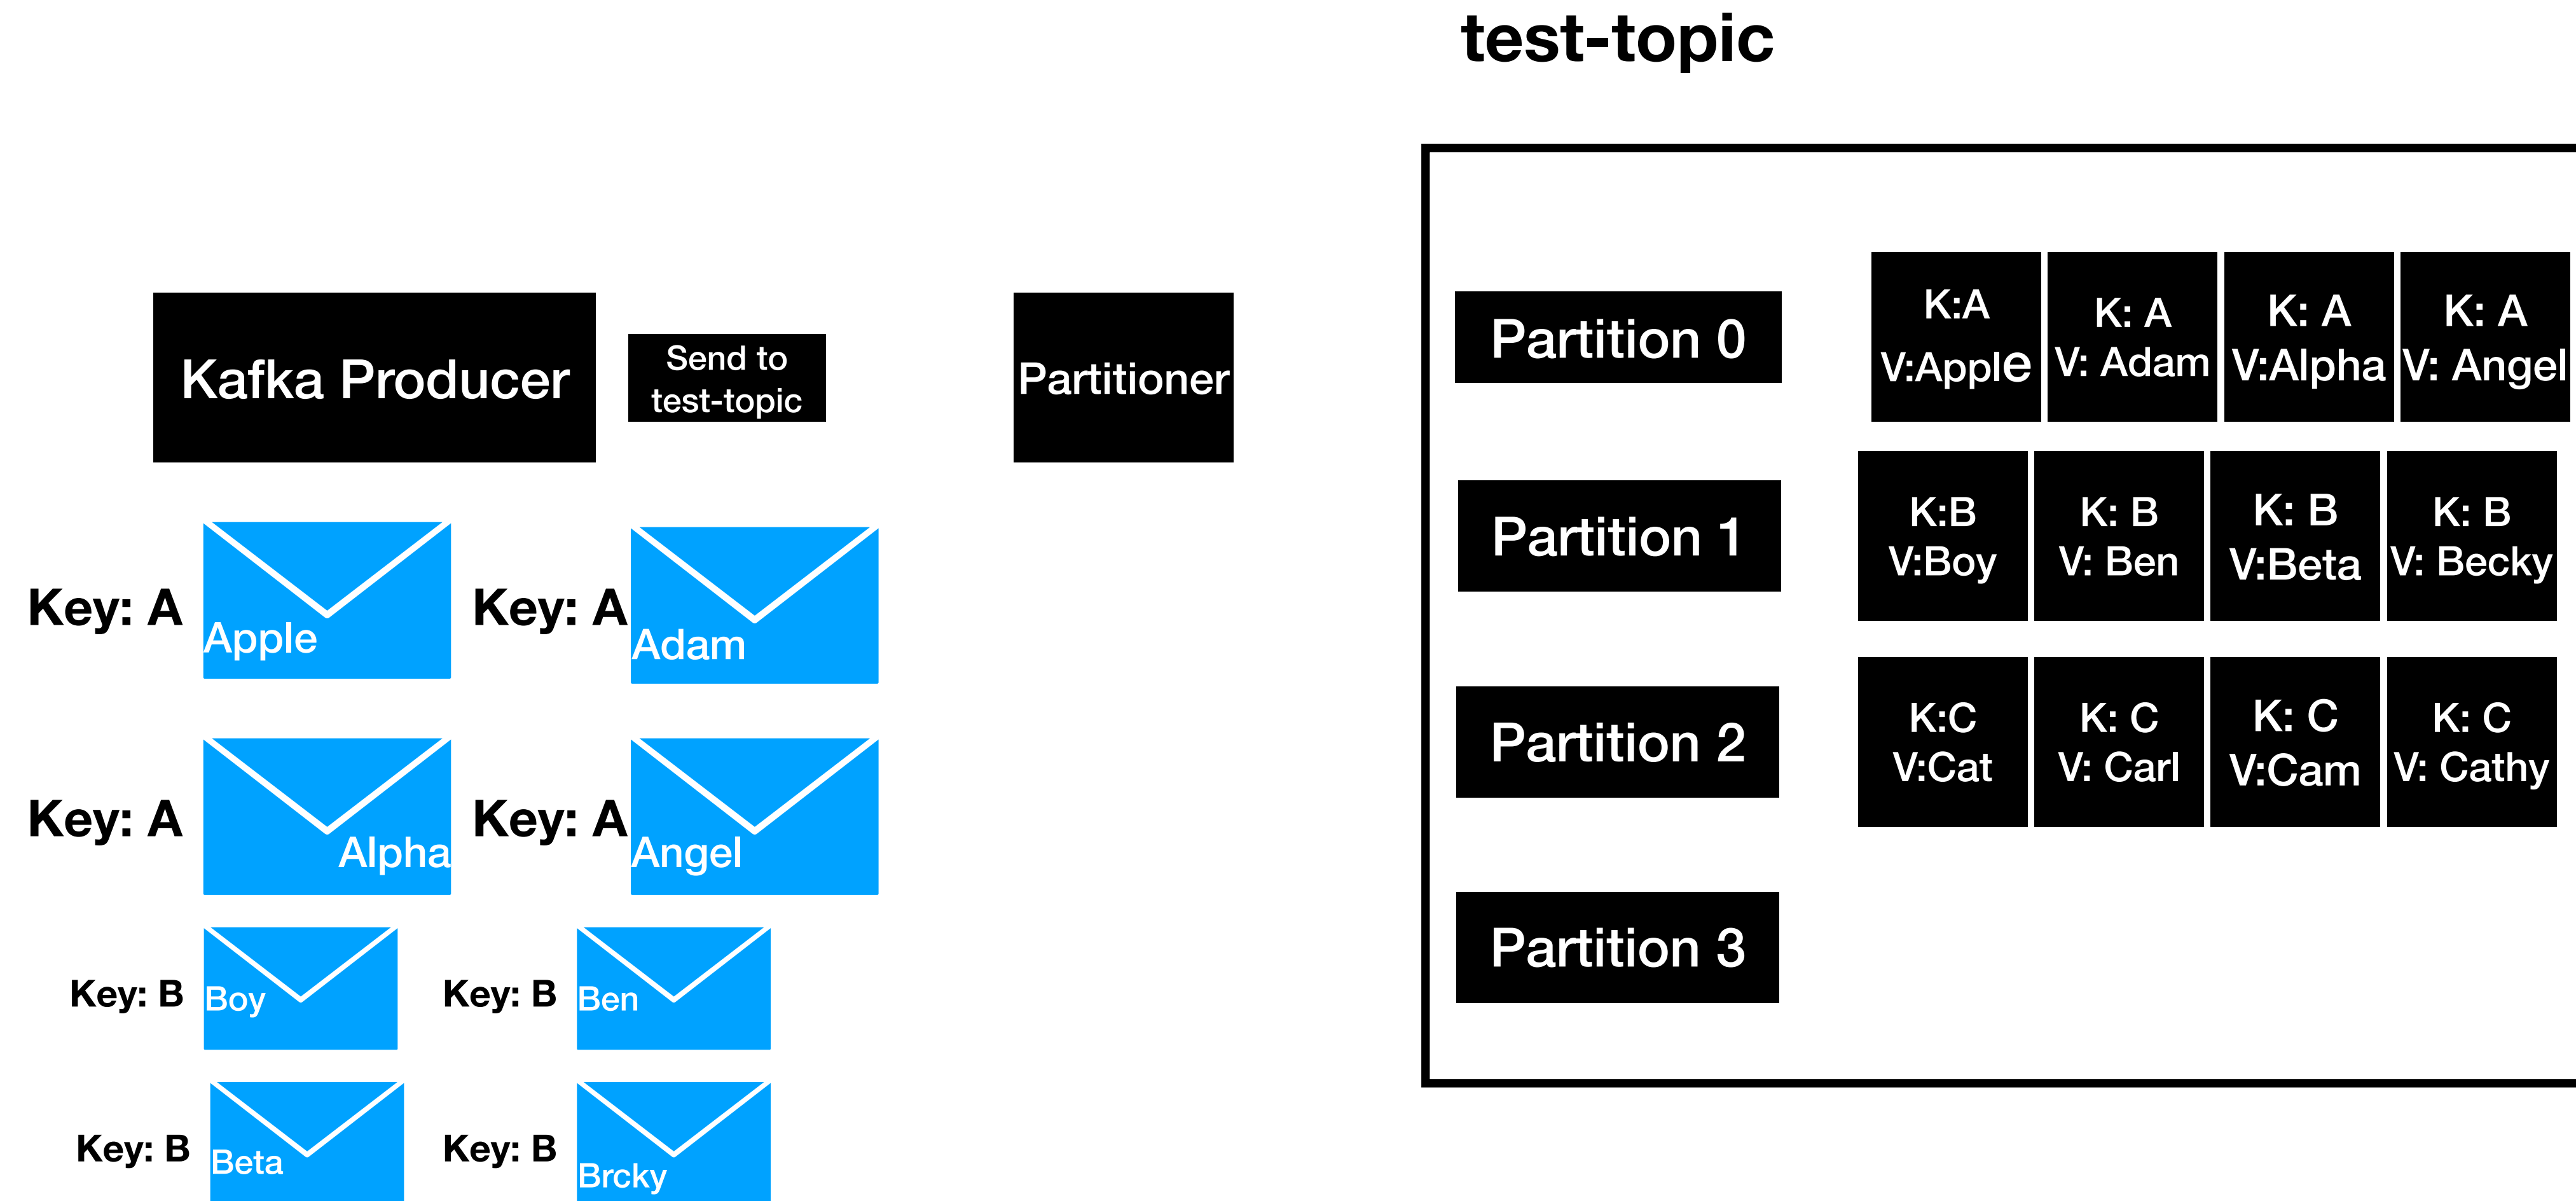 test-topic
Kafka Producer
Send to
test-topic
Partitioner
Key: A
Apple
Key: A
Adam
Key: A
Alpha
Key: A
Angel
Key: B
Boy
Key: B
Ben
Key: B
Beta
Key: B
Brcky
Partition 0
K:A
V:Apple
K: A
V: Adam
K: A
V:Alpha
K: A
V: Angel
Partition 1
K:B
V:Boy
K: B
V: Ben
K: B
V:Beta
K: B
V: Becky
Partition 2
K:C
V:Cat
K: C
V: Carl
K: C
V:Cam
K: C
V: Cathy
Partition 3